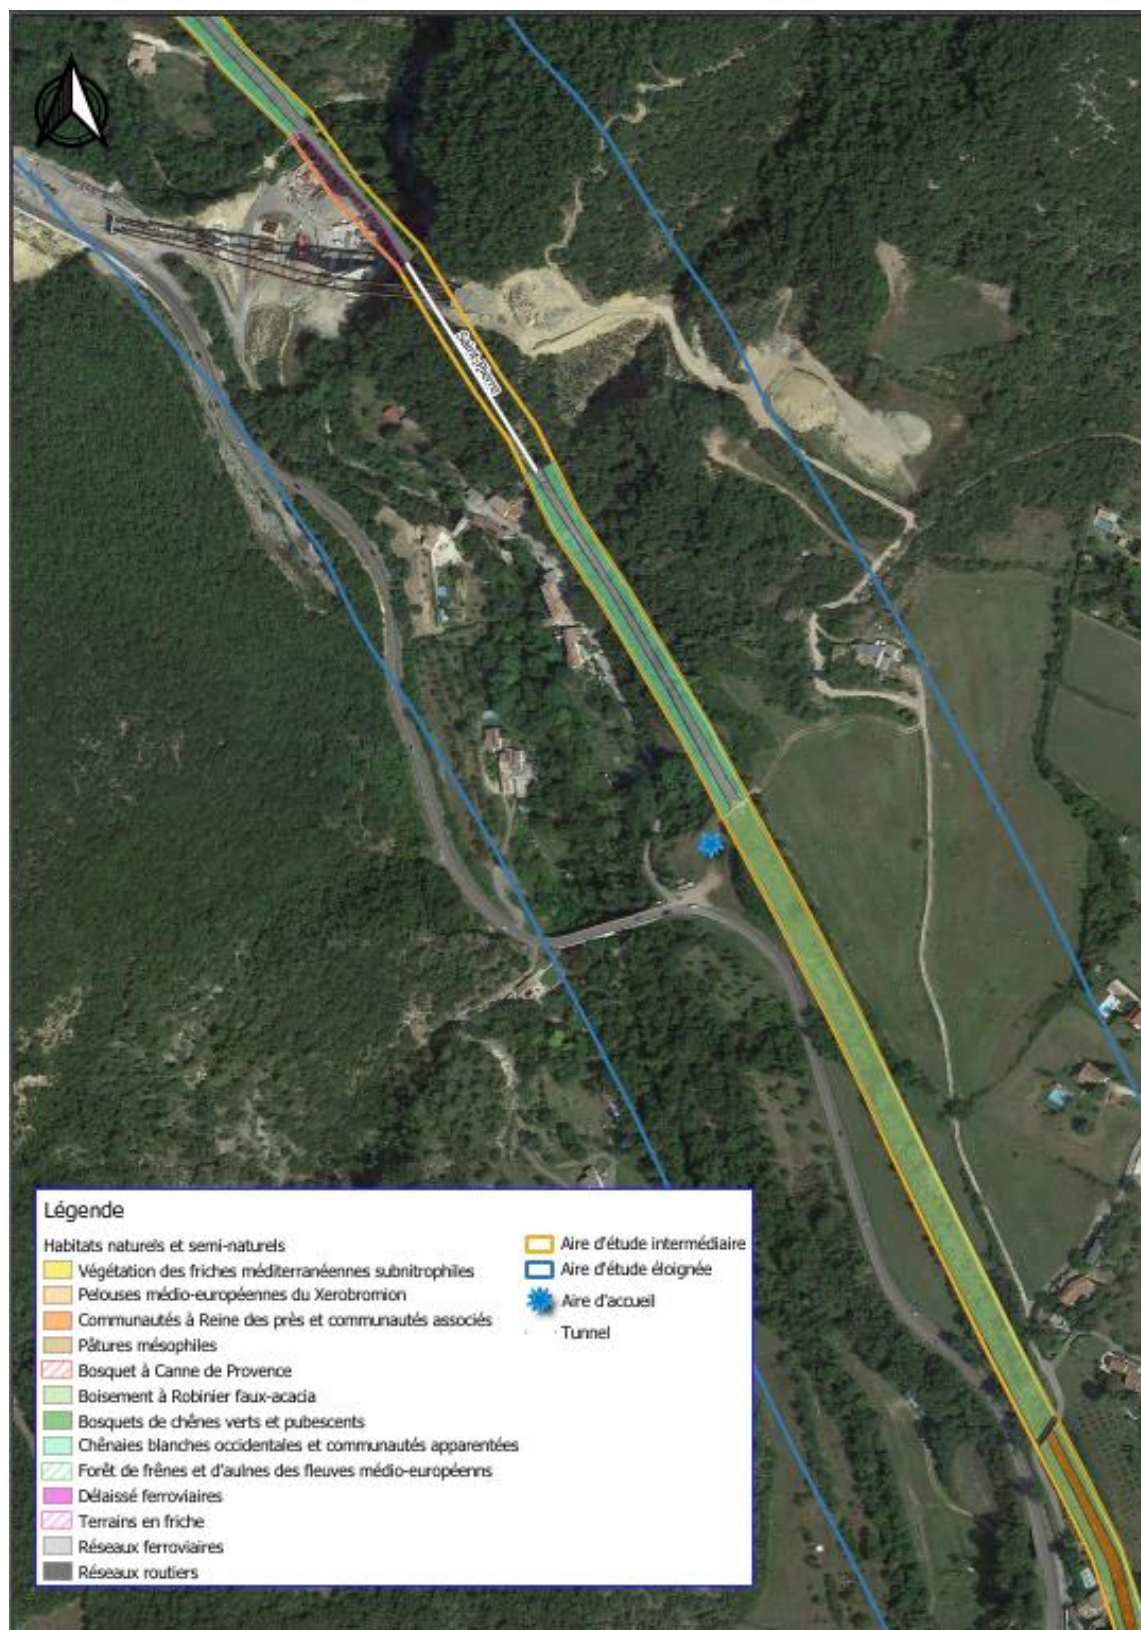 Saint-Pierre
Légende
Habitats naturels et semi-naturels
Végétation des friches méditerranéennes subnitrophiles
Pelouses médio-européennes du Xerobromion
Communautés à Reine des près et communautés associés
Pâtures mésophiles
Bosquet à Canne de Provence
Boisement à Robinier faux-acacia
Bosquets de chênes verts et pubescents
Chênaies blanches occidentales et communautés apparentées
Forêt de frênes et d'aulnes des fleuves médio-européenns
Délaissé ferroviaires
Terrains en friche
Réseaux ferroviaires
Réseaux routiers
Aire d'étude intermédiaire
Aire d'étude éloignée
Aire d'accueil
Tunnel